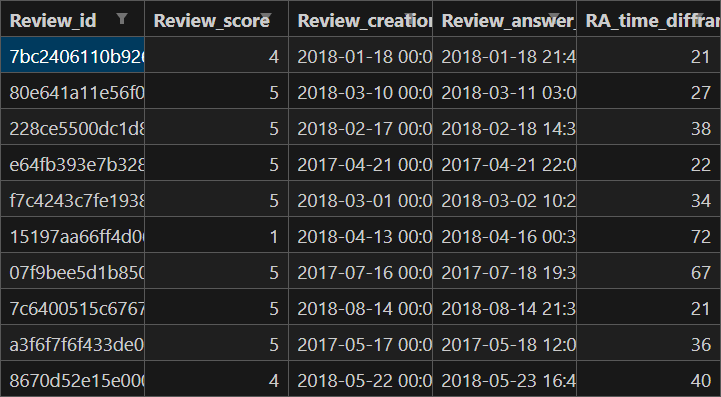 Review_id Review_score Review_creation Review_answer_ RA_time_diff
7bc2406110b926 4 2018-01-18 00:0 2018-01-18 21:4 21
80e641a11e56f0 5 2018-03-10 00:0 2018-03-11 03:0 27
228ce5500dc1d8 5 2018-02-17 00:0 2018-02-18 14:3 38
e64fb393e7b328 5 2017-04-21 00:0 2017-04-21 22:0 22
f7c4243c7fe1938 5 2018-03-01 00:0 2018-03-02 10:2 34
15197aa66ff4d0 1 2018-04-13 00:0 2018-04-16 00:3 72
07f9bee5d1b850 5 2017-07-16 00:0 2017-07-18 19:3 67
7c6400515c6767 5 2018-08-14 00:0 2018-08-14 21:3 21
a3f6f7f6f433de0 5 2017-05-17 00:0 2017-05-18 12:0 36
8670d52e15e00 4 2018-05-22 00:0 2018-05-23 16:4 40